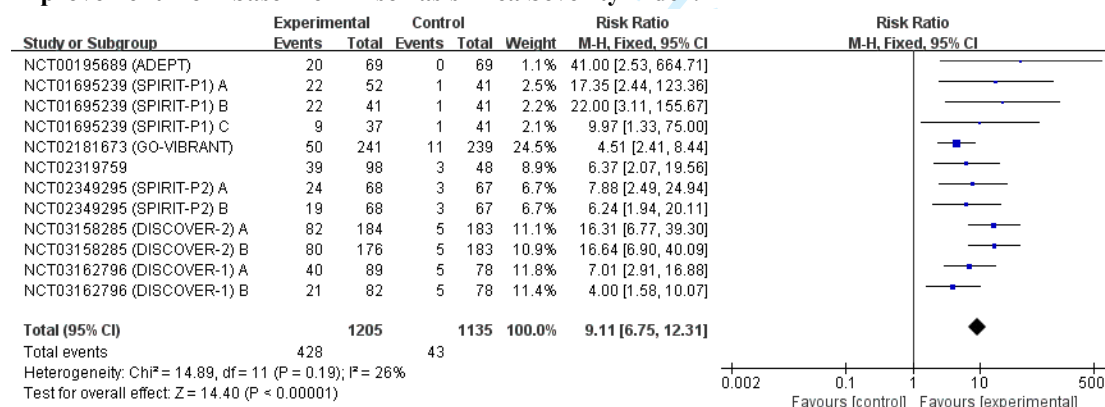 Experimental Control Risk Ratio Risk Ratio
Study or Subgroup Events Total Events Total Weight M-H, Fixed, 95% CI M-H, Fixed, 95% CI
NCT00195689 (ADEPT) 20 69 0 69 1.1% 41.00 [2.53, 664.71]
NCT01695239 (SPIRIT-P1) A 22 52 1 41 2.5% 17.35 [2.44, 123.36]
NCT01695239 (SPIRIT-P1) B 22 41 1 41 2.2% 22.00 [3.11, 155.67]
NCT01695239 (SPIRIT-P1) C 9 37 1 41 2.1% 9.97 [1.33, 75.00]
NCT02181673 (GO-VIBRANT) 50 241 11 239 24.5% 4.51 [2.41, 8.44]
NCT02319759 39 98 3 48 8.9% 6.37 [2.07, 19.56]
NCT02349295 (SPIRIT-P2) A 24 68 3 67 6.7% 7.88 [2.49, 24.94]
NCT02349295 (SPIRIT-P2) B 19 68 3 67 6.7% 6.24 [1.94, 20.11]
NCT03158285 (DISCOVER-2) A 82 184 5 183 11.1% 16.31 [6.77, 39.30]
NCT03158285 (DISCOVER-2) B 80 176 5 183 10.9% 16.64 [6.90, 40.09]
NCT03162796 (DISCOVER-1) A 40 89 5 78 11.8% 7.01 [2.91, 16.88]
NCT03162796 (DISCOVER-1) B 21 82 5 78 11.4% 4.00 [1.58, 10.07]
Total (95% CI) 1205 1135 100.0% 9.11 [6.75, 12.31]
Total events 428 43
Heterogeneity: Chi² = 14.89, df = 11 (P = 0.19); I² = 26%
Test for overall effect: Z = 14.40 (P < 0.00001)
0.002 0.1 1 10 500
Favours [control] Favours [experimental]